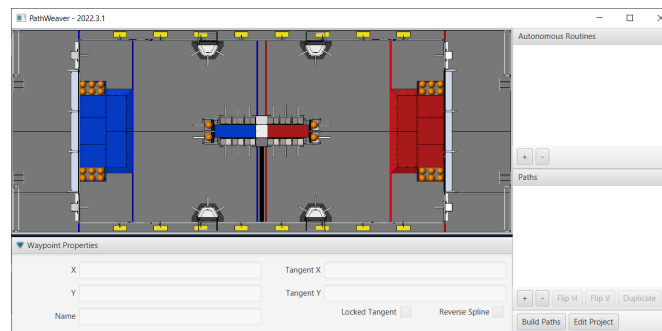 PathWeaver - 2022.3.1
Autonomous Routines
+ -
Paths
Waypoint Properties
X
Tangent X
Y
Tangent Y
Name
Locked Tangent
Reverse Spline
+ - Flip H Flip V Duplicate
Build Paths Edit Project